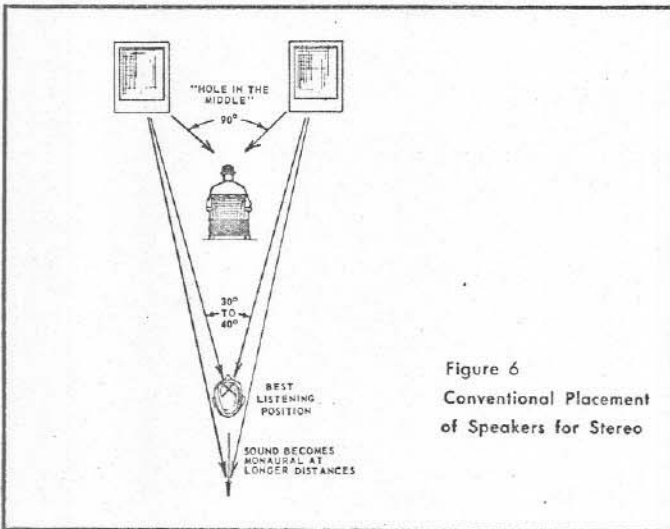 "HOLE IN THE
MIDDLE"
90°
30°
TO
40°
BEST
LISTENING
POSITION
SOUND BECOMES
MONAURAL AT
LONGER DISTANCES
Figure 6
Conventional Placement
of Speakers for Stereo